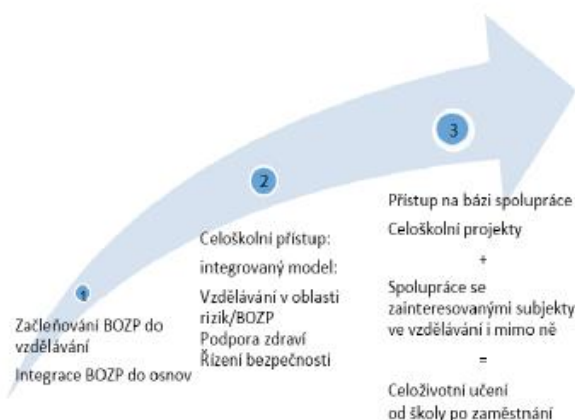 1
Začleňování BOZP do
vzdělávání
Integrace BOZP do osnov
2
Celoškolní přístup:
integrovaný model:
Vzdělávání v oblasti
rizik/BOZP
Podpora zdraví
Řízení bezpečnosti
3
Přístup na bázi spolupráce
Celoškolní projekty
+
Spolupráce se
zainteresovanými subjekty
ve vzdělávání i mimo ně
=
Celoživotní učení
od školy po zaměstnání